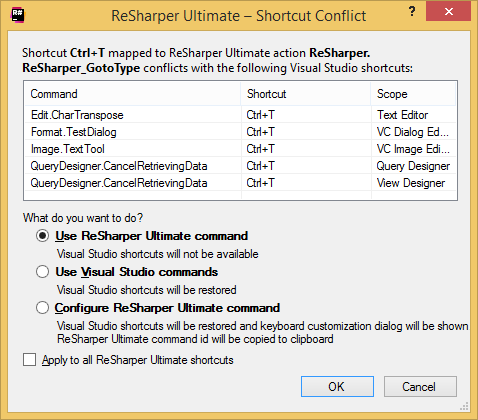 R#
ReSharper Ultimate – Shortcut Conflict
Shortcut Ctrl+T mapped to ReSharper Ultimate action ReSharper.
ReSharper_GotoType conflicts with the following Visual Studio shortcuts:
Command Shortcut Scope
Edit.CharTranspose Ctrl+T Text Editor
Format.TestDialog Ctrl+T VC Dialog Ed...
Image.TextTool Ctrl+T VC Image Edi...
QueryDesigner.CancelRetrievingData Ctrl+T Query Designer
QueryDesigner.CancelRetrievingData Ctrl+T View Designer
What do you want to do?
Use ReSharper Ultimate command
Visual Studio shortcuts will not be available
Use Visual Studio commands
Visual Studio shortcuts will be restored
Configure ReSharper Ultimate command
Visual Studio shortcuts will be restored and keyboard customization dialog will be shown
ReSharper Ultimate command id will be copied to clipboard
Apply to all ReSharper Ultimate shortcuts
OK Cancel